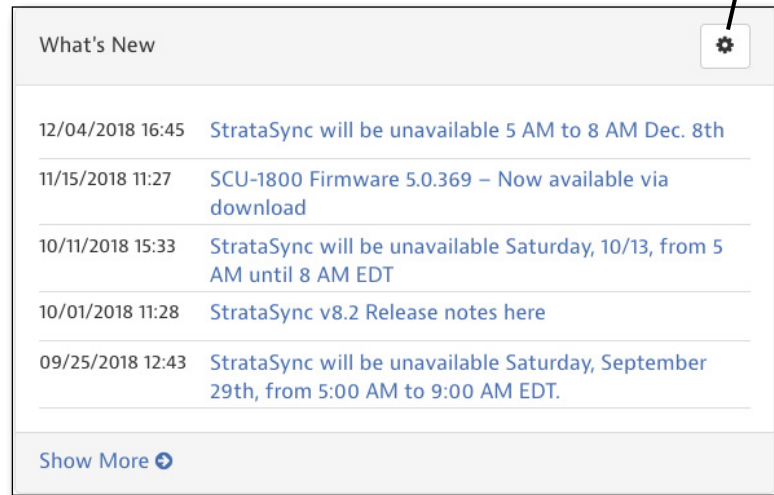 What's New
12/04/2018 16:45 StrataSync will be unavailable 5 AM to 8 AM Dec. 8th
11/15/2018 11:27 SCU-1800 Firmware 5.0.369 – Now available via
download
10/11/2018 15:33 StrataSync will be unavailable Saturday, 10/13, from 5
AM until 8 AM EDT
10/01/2018 11:28 StrataSync v8.2 Release notes here
09/25/2018 12:43 StrataSync will be unavailable Saturday, September
29th, from 5:00 AM to 9:00 AM EDT.
Show More